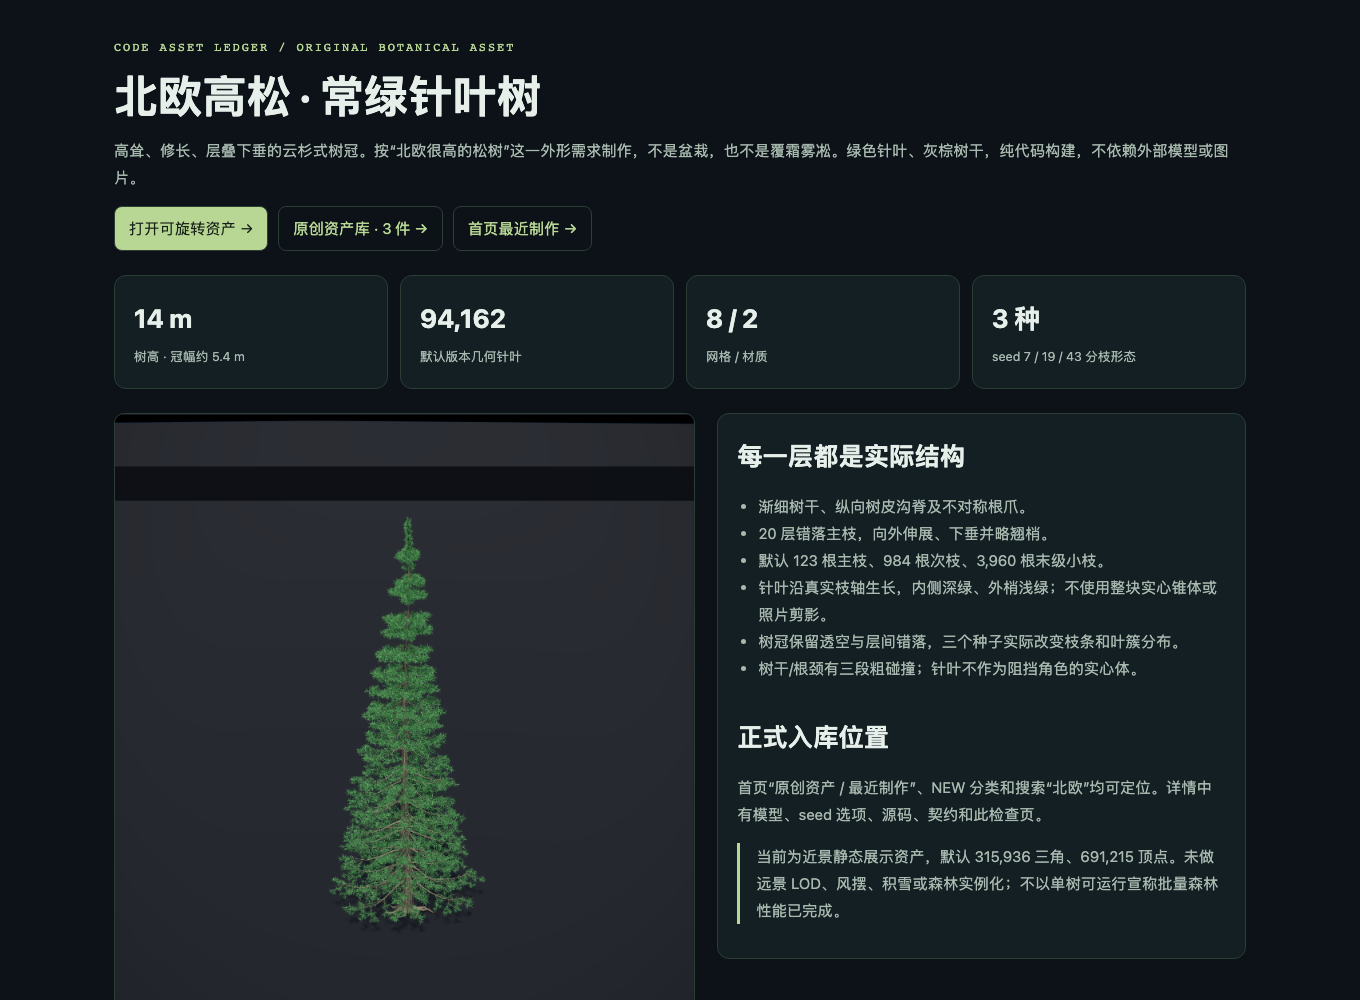 CODE ASSET LEDGER / ORIGINAL BOTANICAL ASSET
北欧高松 · 常绿针叶树
高耸、修长、层叠下垂的云杉式树冠。按“北欧很高的松树”这一外形需求制作，不是盆栽，也不是覆霜雾凇。绿色针叶、灰棕树干，纯代码构建，不依赖外部模型或图
片。
打开可旋转资产 →
原创资产库 · 3 件 →
首页最近制作 →
14 m
树高 · 冠幅约 5.4 m
94,162
默认版本几何针叶
8 / 2
网格 / 材质
3 种
seed 7 / 19 / 43 分枝形态
每一层都是实际结构
• 渐细树干、纵向树皮沟脊及不对称根爪。
• 20 层错落主枝，向外伸展、下垂并略翘梢。
• 默认 123 根主枝、984 根次枝、3,960 根末级小枝。
• 针叶沿真实枝轴生长，内侧深绿、外梢浅绿；不使用整块实心锥体或
照片剪影。
• 树冠保留透空与层间错落，三个种子实际改变枝条和叶簇分布。
• 树干/根颈有三段粗碰撞；针叶不作为阻挡角色的实心体。
正式入库位置
首页“原创资产 / 最近制作”、NEW 分类和搜索“北欧”均可定位。详情中
有模型、seed 选项、源码、契约和此检查页。
当前为近景静态展示资产，默认 315,936 三角、691,215 顶点。未做
远景 LOD、风摆、积雪或森林实例化；不以单树可运行宣称批量森林
性能已完成。